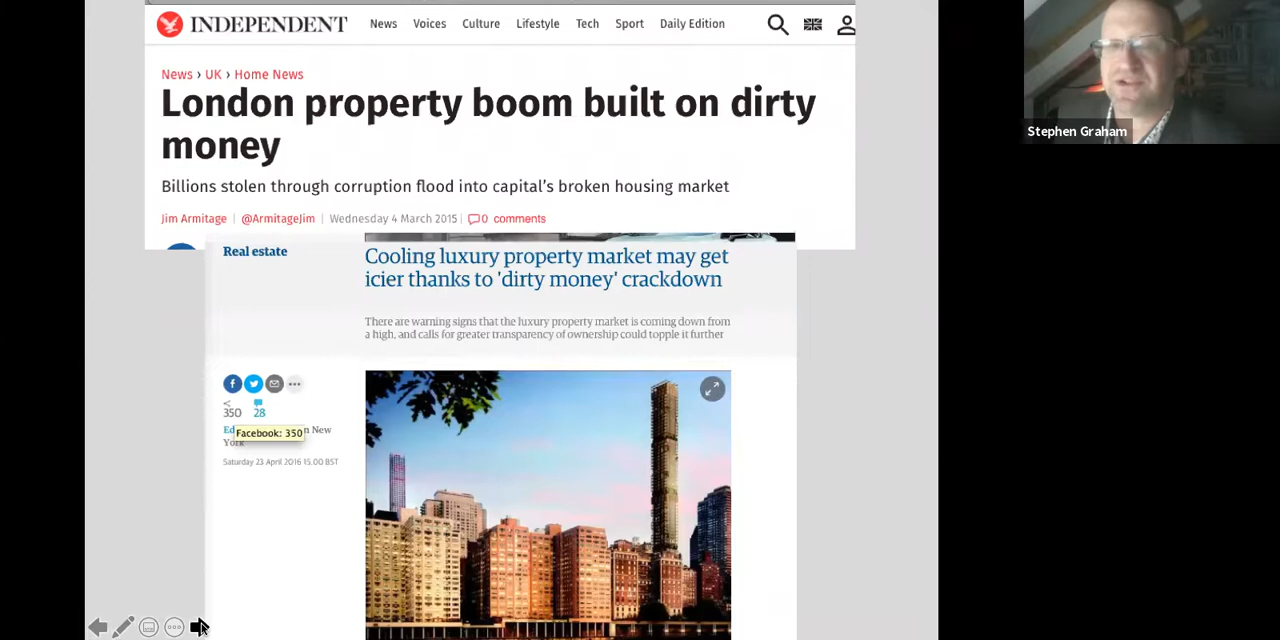 INDEPENDENT
News Voices Culture Lifestyle Tech Sport Daily Edition
News › UK › Home News
London property boom built on dirty
money
Billions stolen through corruption flood into capital’s broken housing market
Jim Armitage | @ArmitageJim | Wednesday 4 March 2015 | 0 comments
Stephen Graham
Real estate
Cooling luxury property market may get
icier thanks to 'dirty money' crackdown
There are warning signs that the luxury property market is coming down from
a high, and calls for greater transparency of ownership could topple it further
350 28
Facebook: 350
New
York
Saturday 23 April 2016 15.00 BST